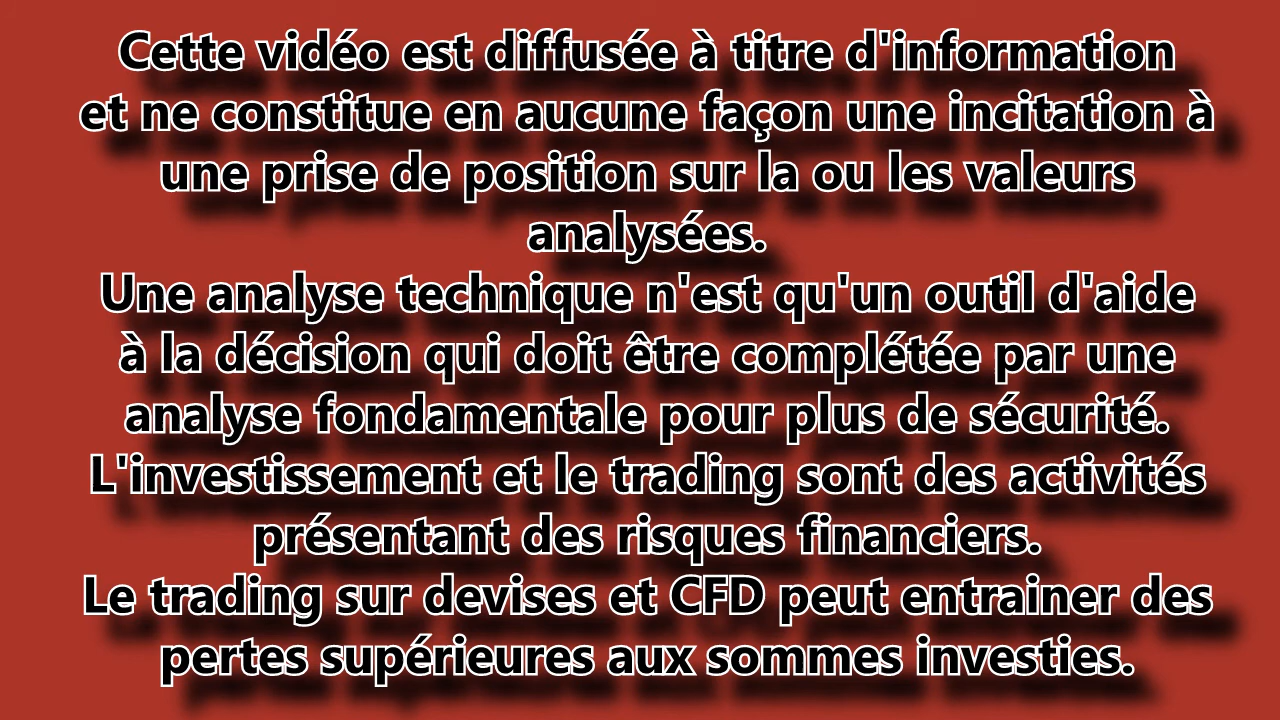 Cette vidéo est diffusée à titre d'information
et ne constitue en aucune façon une incitation à
une prise de position sur la ou les valeurs
analysées.
Une analyse technique n'est qu'un outil d'aide
à la décision qui doit être complétée par une
analyse fondamentale pour plus de sécurité.
L'investissement et le trading sont des activités
présentant des risques financiers.
Le trading sur devises et CFD peut entrainer des
pertes supérieures aux sommes investies.